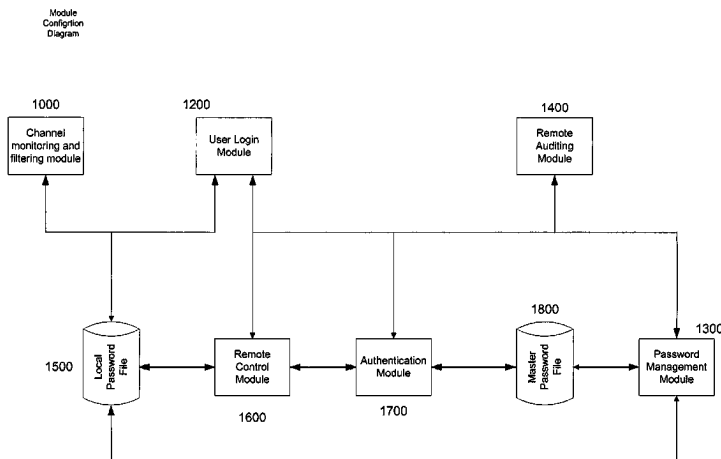 Module
Configrtion
Diagram
1000
1200
1400
Channel
monitoring and
filtering module
User Login
Module
Remote
Auditing
Module
1800
1300
1500
Local
Password
File
Remote
Control
Module
Authentication
Module
Master
Password
File
Password
Management
Module
1600
1700